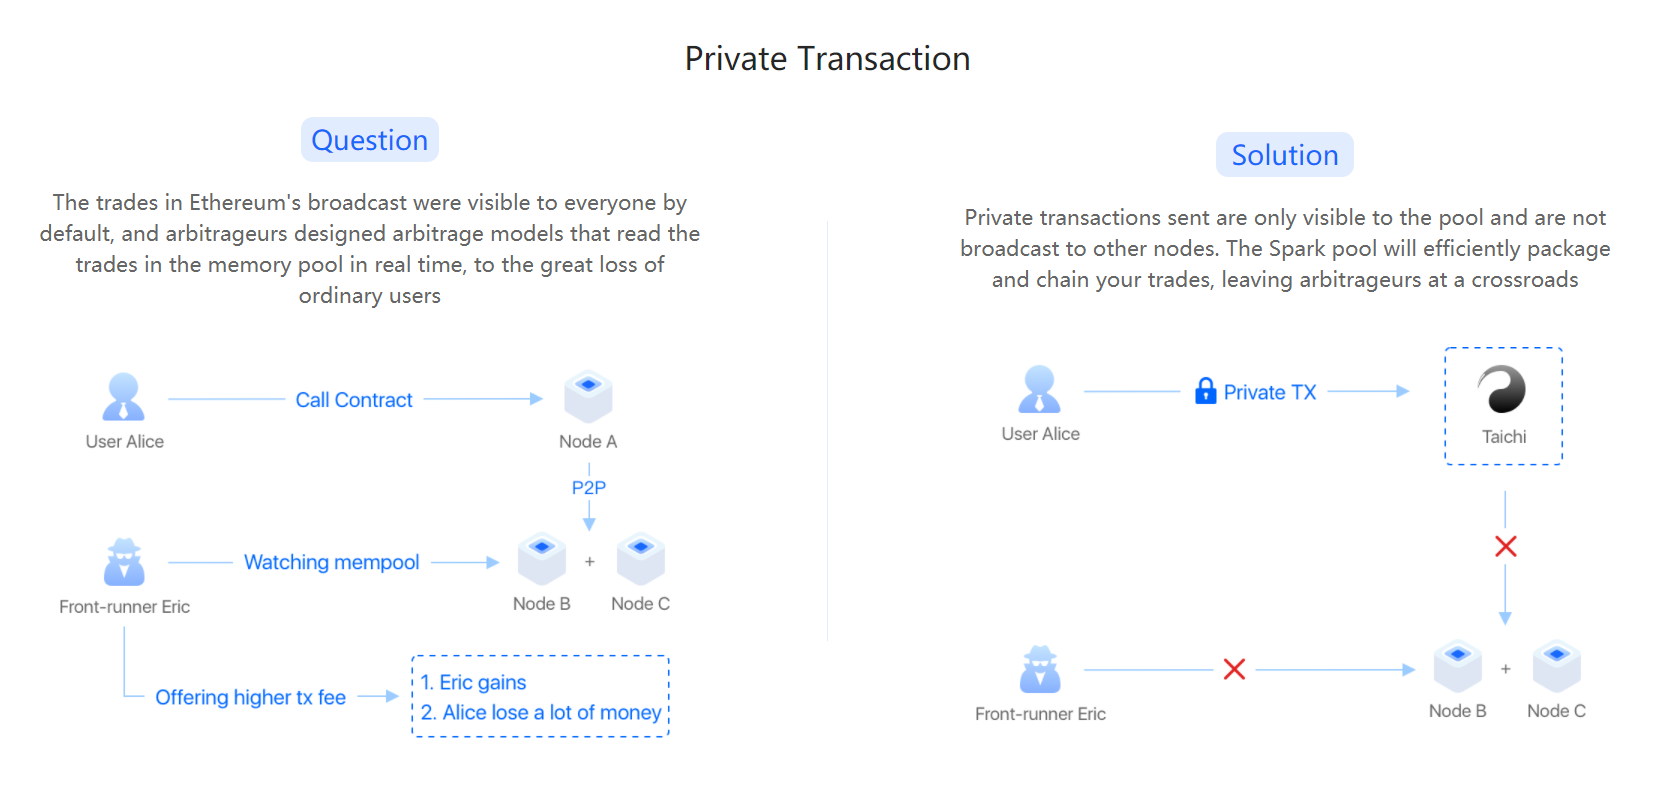 Private Transaction
Question
The trades in Ethereum's broadcast were visible to everyone by
default, and arbitrageurs designed arbitrage models that read the
trades in the memory pool in real time, to the great loss of
ordinary users
User Alice
Call Contract
Node A
P2P
Front-runner Eric
Watching mempool
Node B
+
Node C
Offering higher tx fee
1. Eric gains
2. Alice lose a lot of money
Solution
Private transactions sent are only visible to the pool and are not
broadcast to other nodes. The Spark pool will efficiently package
and chain your trades, leaving arbitrageurs at a crossroads
User Alice
Private TX
Taichi
Front-runner Eric
Node B
+
Node C